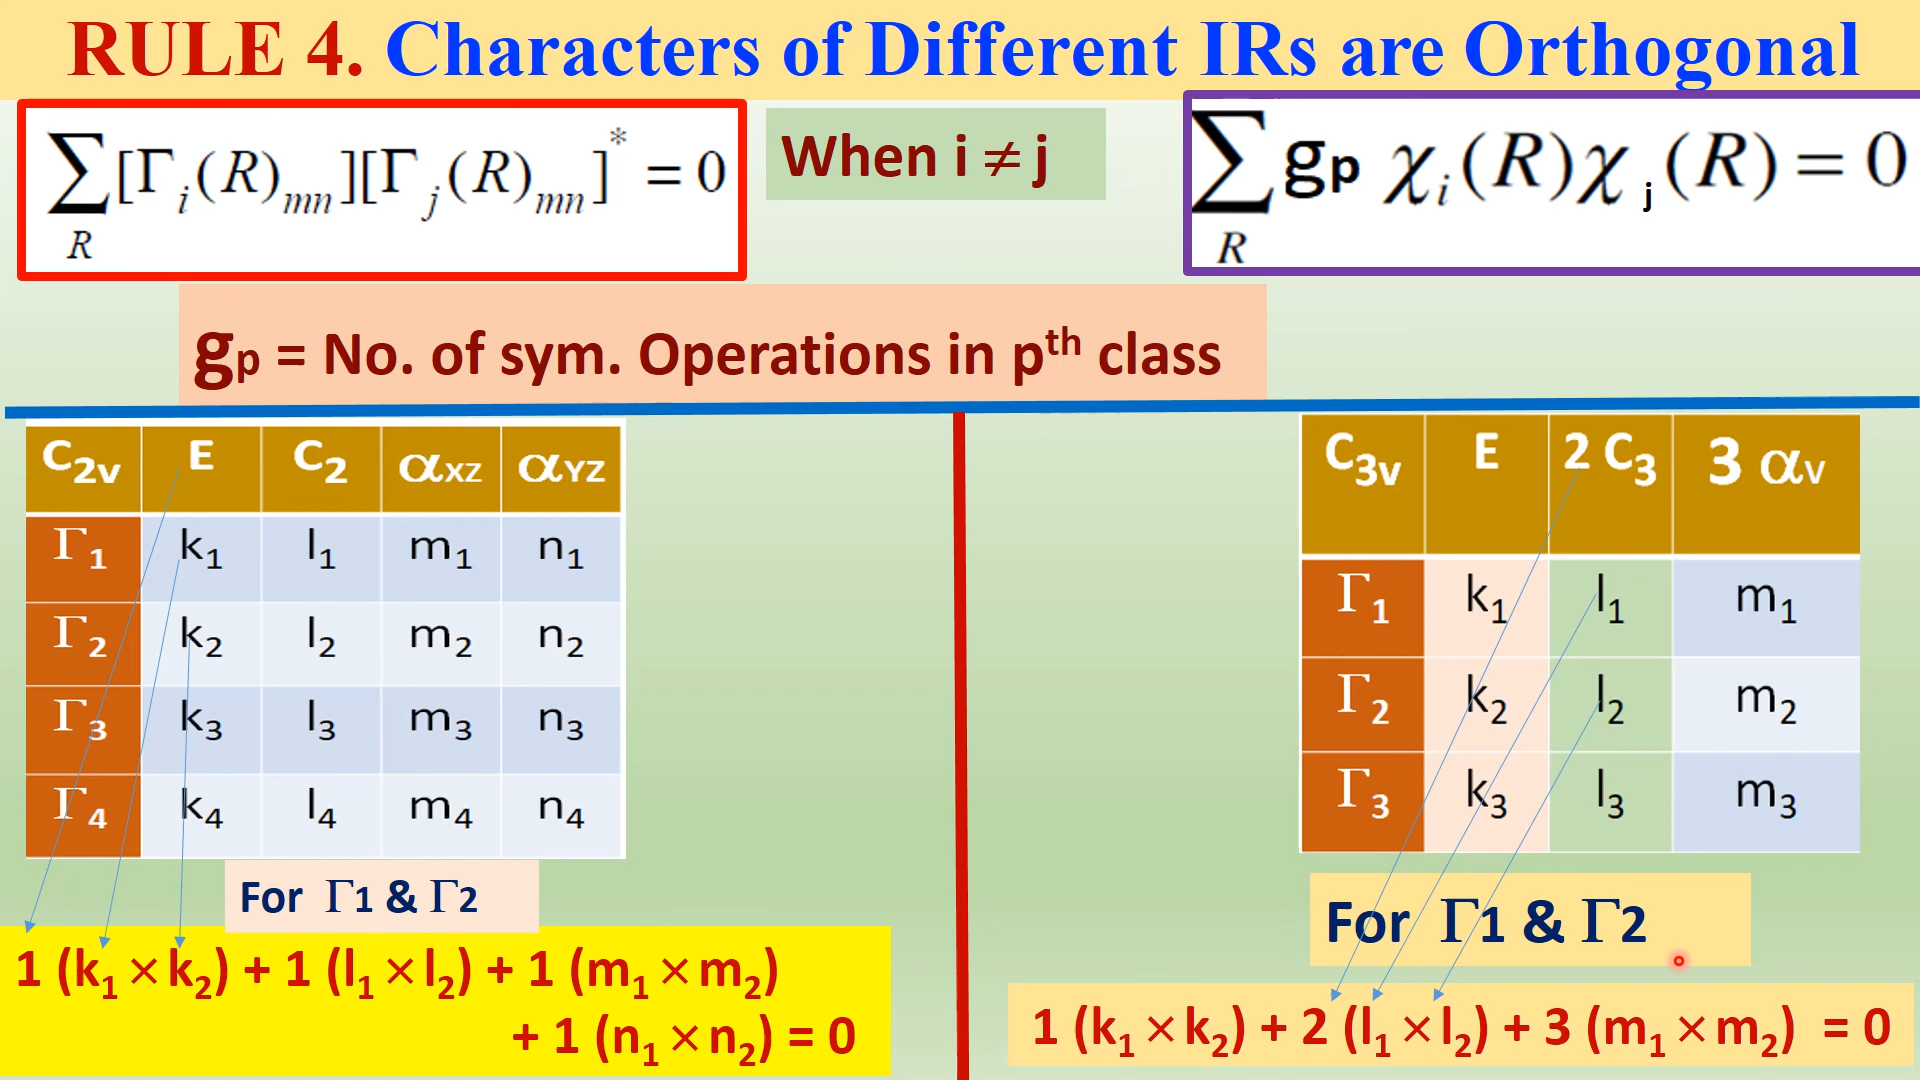 RULE 4. Characters of Different IRs are Orthogonal
∑ [Γi(R)mn][Γj(R)mn]* = 0
R
When i ≠ j
∑ gp χi(R)χj(R) = 0
R
gp = No. of sym. Operations in pth class
C2v E C2 αXZ αYZ
Γ1 k1 l1 m1 n1
Γ2 k2 l2 m2 n2
Γ3 k3 l3 m3 n3
Γ4 k4 l4 m4 n4
For Γ1 & Γ2
1 (k1 × k2) + 1 (l1 × l2) + 1 (m1 × m2)
+ 1 (n1 × n2) = 0
C3v E 2 C3 3 αV
Γ1 k1 l1 m1
Γ2 k2 l2 m2
Γ3 k3 l3 m3
For Γ1 & Γ2
1 (k1 × k2) + 2 (l1 × l2) + 3 (m1 × m2) = 0